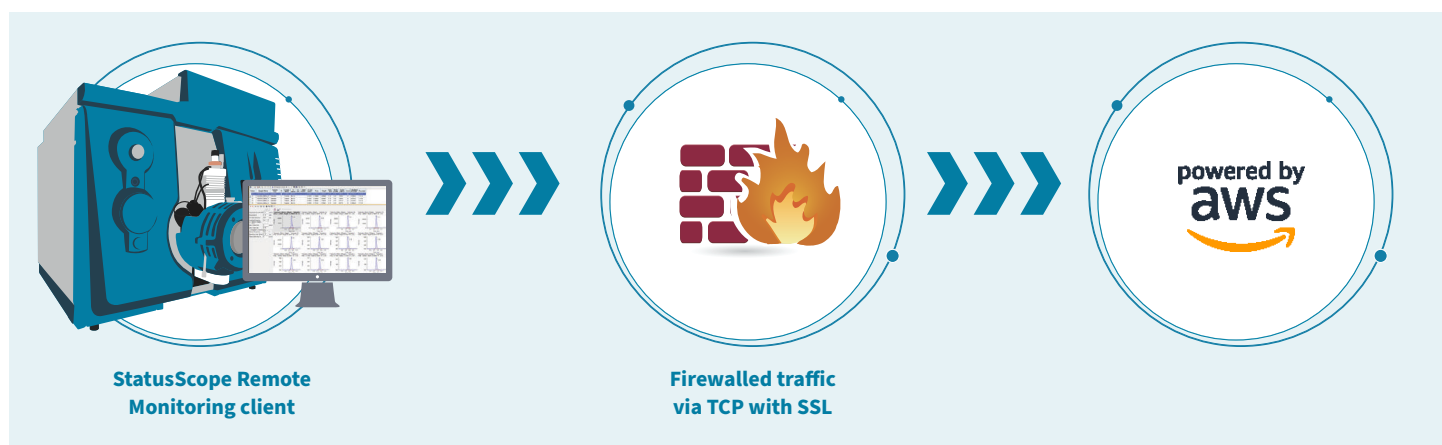 powered by
aws
StatusScope Remote
Monitoring client
Firewalled traffic
via TCP with SSL